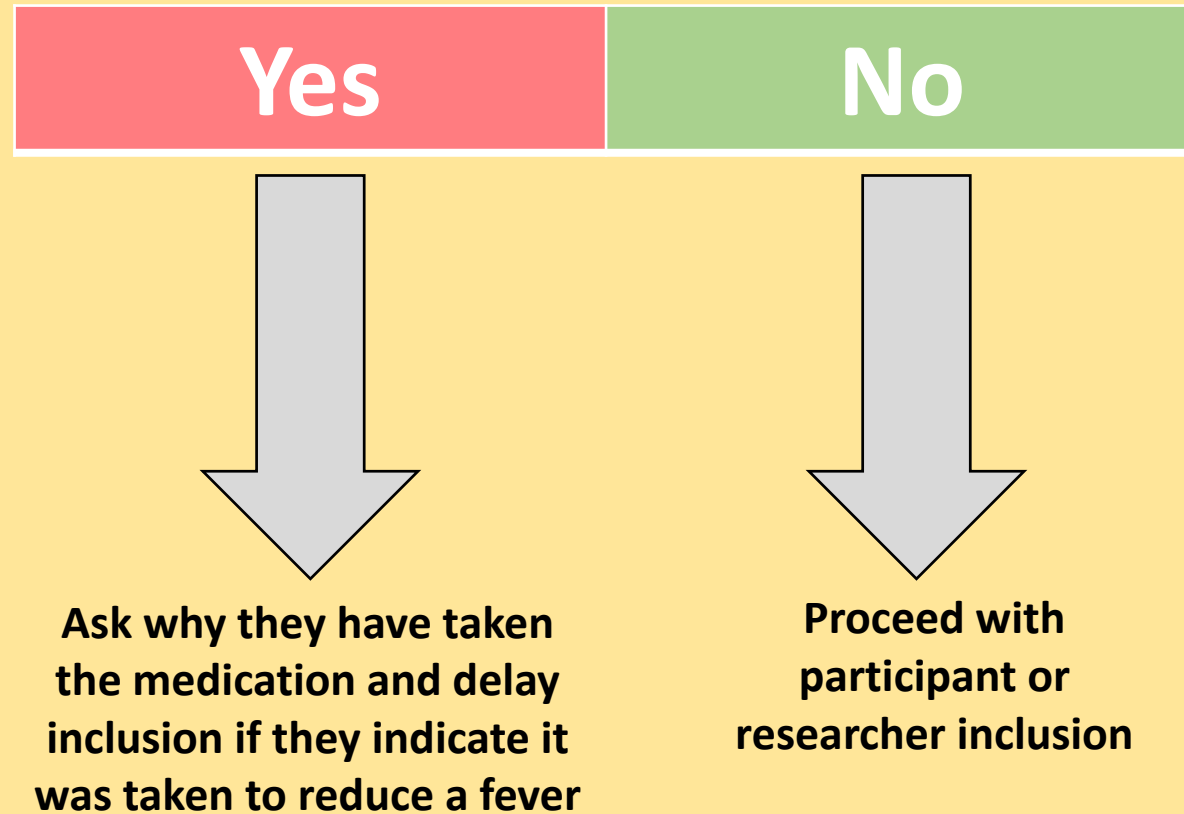 Yes
No
Ask why they have taken
the medication and delay
inclusion if they indicate it
was taken to reduce a fever
Proceed with
participant or
researcher inclusion